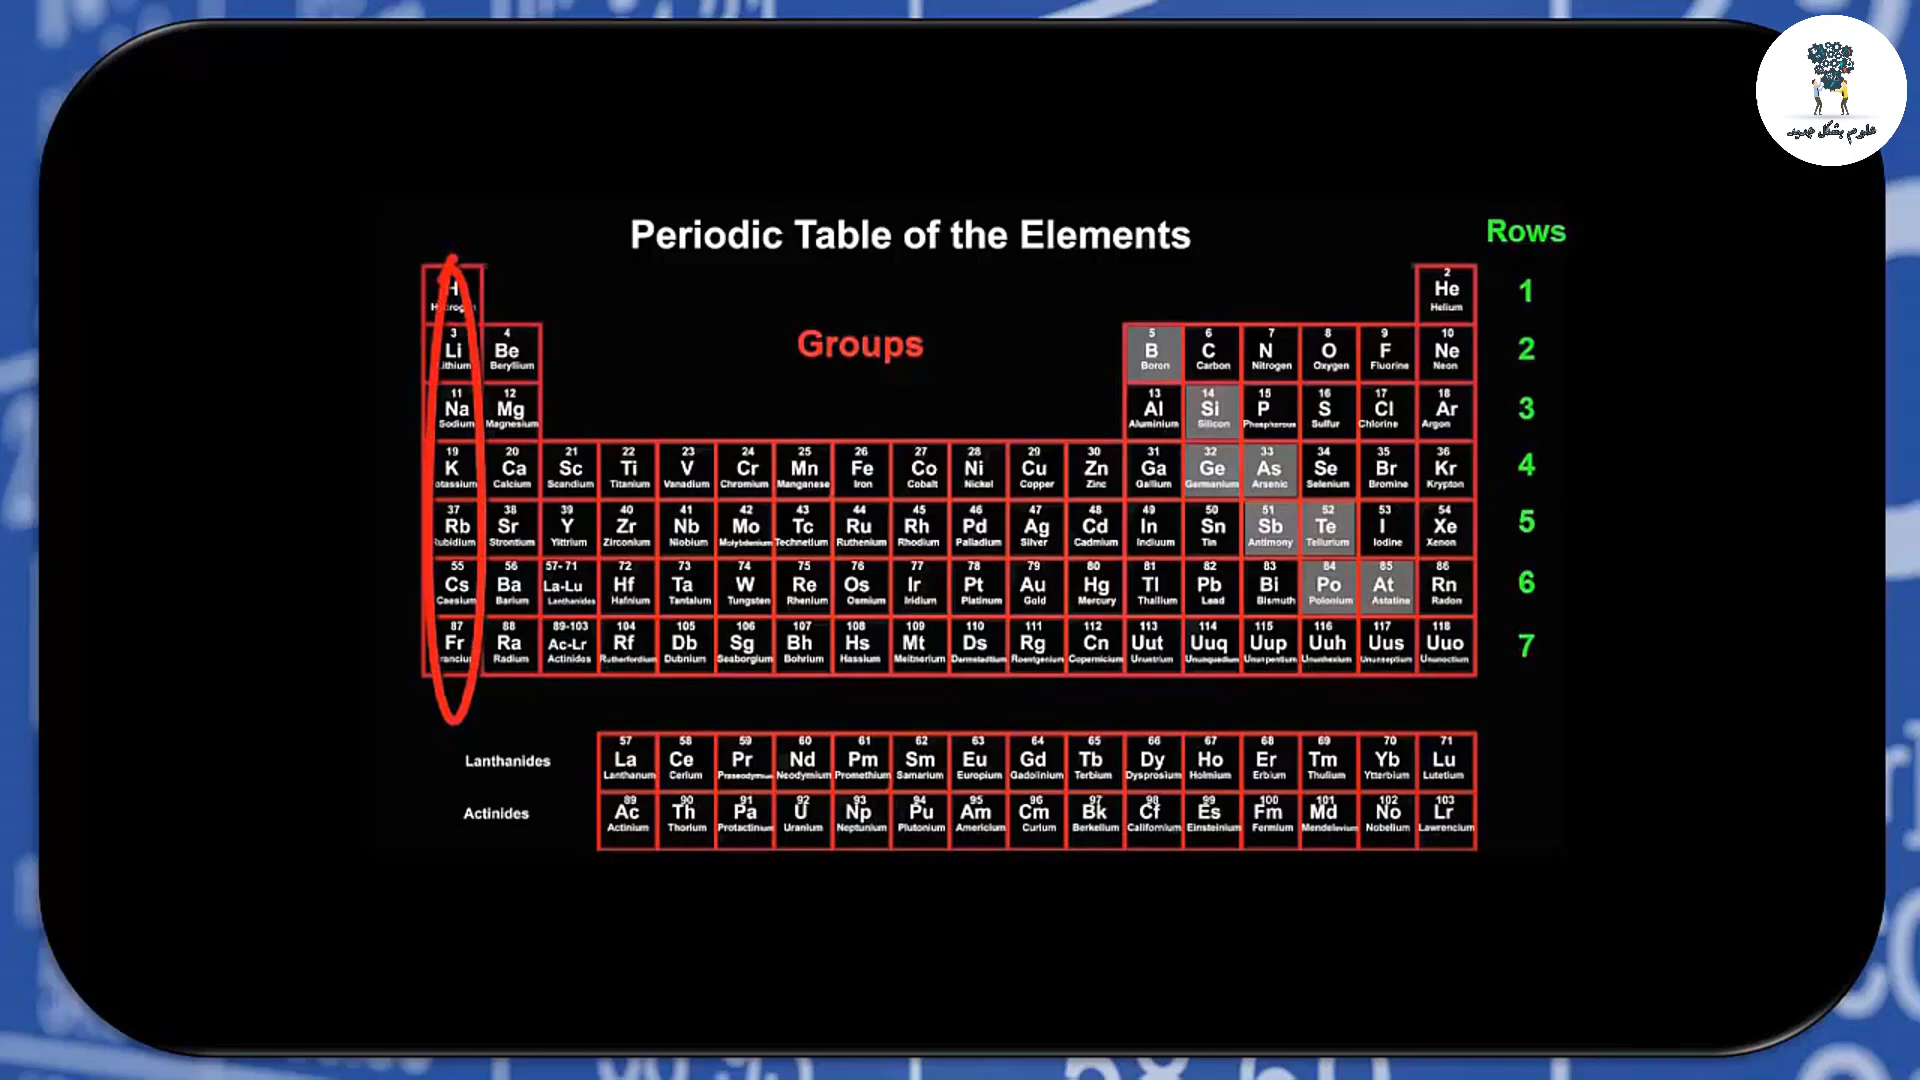 علوم بشكل جديد
Periodic Table of the Elements
Rows
Groups
H 2 He Helium 1
3 Li 4 Be Beryllium 5 B Boron 6 C Carbon 7 N Nitrogen 8 O Oxygen 9 F Fluorine 10 Ne Neon 2
11 Na Sodium 12 Mg Magnesium 13 Al Aluminium 14 Si Silicon 15 P Phosphorous 16 S Sulfur 17 Cl Chlorine 18 Ar Argon 3
19 K 20 Ca Calcium 21 Sc Scandium 22 Ti Titanium 23 V Vanadium 24 Cr Chromium 25 Mn Manganese 26 Fe Iron 27 Co Cobalt 28 Ni Nickel 29 Cu Copper 30 Zn Zinc 31 Ga Gallium 32 Ge Germanium 33 As Arsenic 34 Se Selenium 35 Br Bromine 36 Kr Krypton 4
37 Rb 38 Sr Strontium 39 Y Yittrium 40 Zr Zirconium 41 Nb Niobium 42 Mo Molybdenium 43 Tc Technetium 44 Ru Ruthenium 45 Rh Rhodium 46 Pd Palladium 47 Ag Silver 48 Cd Cadmium 49 In 50 Sn Tin 51 Sb Antimony 52 Te Tellurium 53 I Iodine 54 Xe Xenon 5
55 Cs Caesium 56 Ba Barium 57-71 La-Lu Lanthanides 72 Hf Hafnium 73 Ta Tantalum 74 W Tungsten 75 Re Rhenium 76 Os Osmium 77 Ir Iridium 78 Pt Platinum 79 Au Gold 80 Hg Mercury 81 Tl Thallium 82 Pb Lead 83 Bi Bismuth 84 Po Polonium 85 At Astatine 86 Rn Radon 6
87 Fr 88 Ra Radium 89-103 Ac-Lr Actinides 104 Rf Rutherfordium 105 Db Dubnium 106 Sg Seaborgium 107 Bh Bohrium 108 Hs Hassium 109 Mt Meitnerium 110 Ds Darmstadtium 111 Rg Roentgenium 112 Cn Copernicium 113 Uut Ununtrium 114 Uuq Ununquadium 115 Uup Ununpentium 116 Uuh Ununhexium 117 Uus Ununseptium 118 Uuo Ununoctium 7
Lanthanides 57 La Lanthanum 58 Ce Cerium 59 Pr 60 Nd Neodymium 61 Pm Promethium 62 Sm Samarium 63 Eu Europium 64 Gd Gadolinium 65 Tb Terbium 66 Dy Dysprosium 67 Ho Holmium 68 Er Erbium 69 Tm Thulium 70 Yb Ytterbium 71 Lu Lutetium
Actinides 89 Ac Actinium 90 Th Thorium 91 Pa Protactinium 92 U Uranium 93 Np Neptunium 94 Pu Plutonium 95 Am Americium 96 Cm Curium 97 Bk Berkelium 98 Cf Californium 99 Es Einsteinium 100 Fm Fermium 101 Md Mendelevium 102 No Nobelium 103 Lr Lawrencium